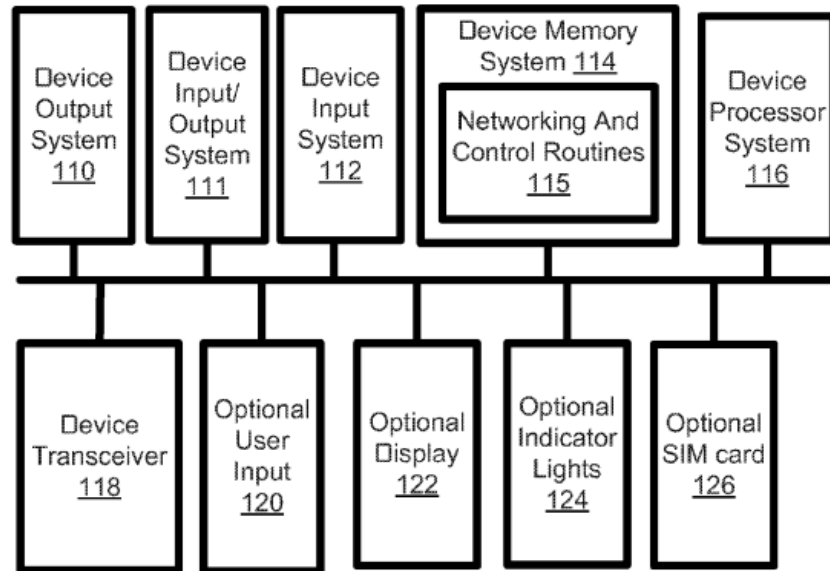 Device
Output
System
110
Device
Input/
Output
System
111
Device
Input
System
112
Device Memory
System 114
Networking And
Control Routines
115
Device
Processor
System
116
Device
Transceiver
118
Optional
User
Input
120
Optional
Display
122
Optional
Indicator
Lights
124
Optional
SIM card
126